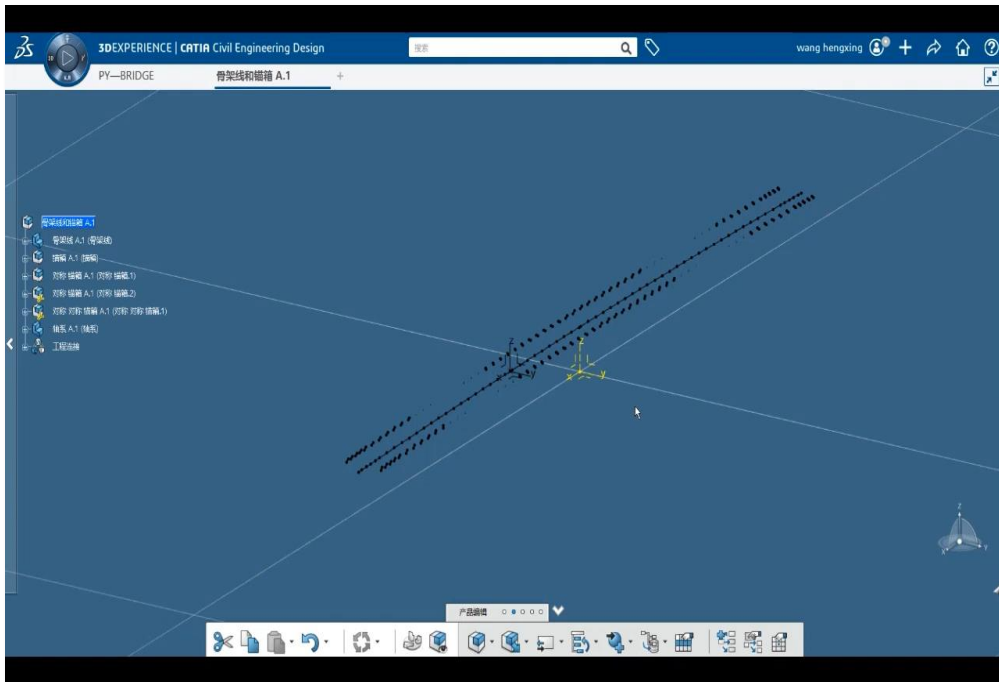 3DEXPERIENCE | CATIA Civil Engineering Design
搜索
wang hengxing
PY—BRIDGE
骨架线和锚箱 A.1
骨架线和锚箱 A.1
骨架线 A.1 (骨架线)
锚箱 A.1 (锚箱)
对称 锚箱 A.1 (对称 锚箱.1)
对称 锚箱 A.1 (对称 锚箱.2)
对称 对称 锚箱 A.1 (对称 对称 锚箱.1)
轴系 A.1 (轴系)
工程连接
z
z
y
x
y
z
x
y
产品编辑